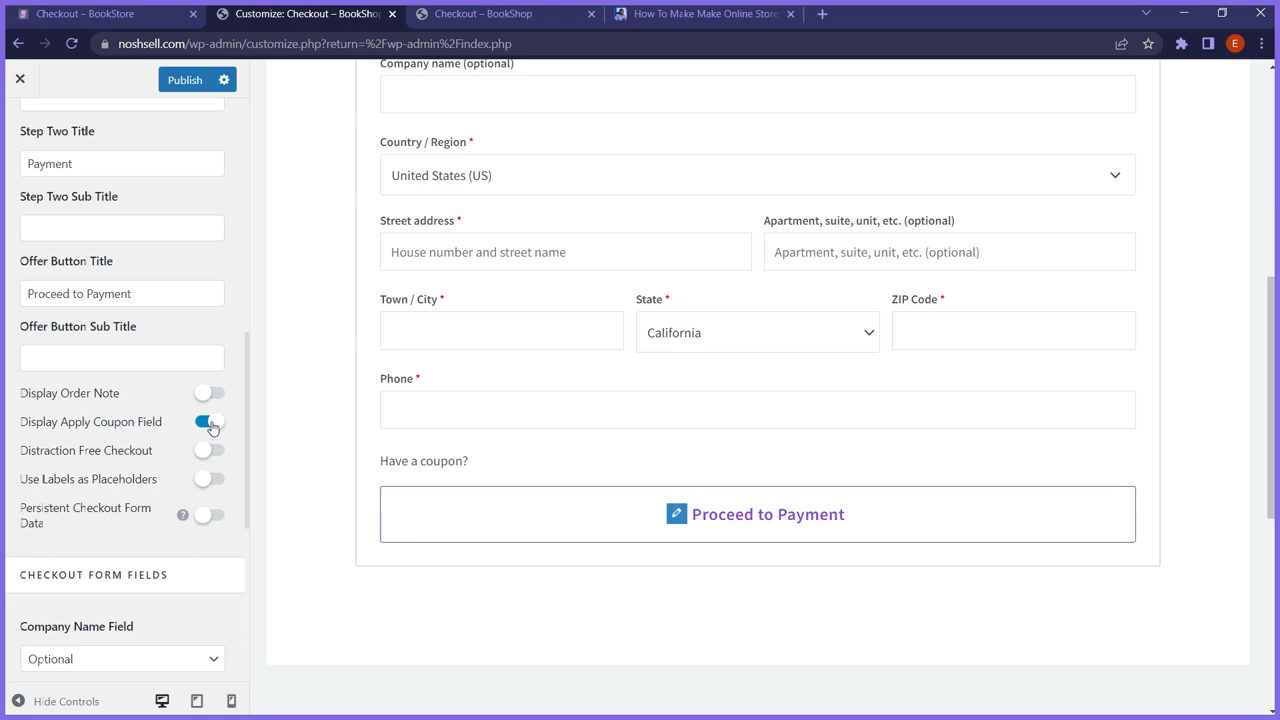 Checkout – BookStore
Customize: Checkout – BookShop
Checkout – BookShop
How To Make Make Online Store
noshsell.com/wp-admin/customize.php?return=%2Fwp-admin%2Findex.php
E
Publish
Step Two Title
Payment
Step Two Sub Title
Offer Button Title
Proceed to Payment
Offer Button Sub Title
Display Order Note
Display Apply Coupon Field
Distraction Free Checkout
Use Labels as Placeholders
Persistent Checkout Form
Data
?
CHECKOUT FORM FIELDS
Company Name Field
Optional
Hide Controls
Company name (optional)
Country / Region *
United States (US)
Street address *
Apartment, suite, unit, etc. (optional)
House number and street name
Apartment, suite, unit, etc. (optional)
Town / City *
State *
ZIP Code *
California
Phone *
Have a coupon?
Proceed to Payment